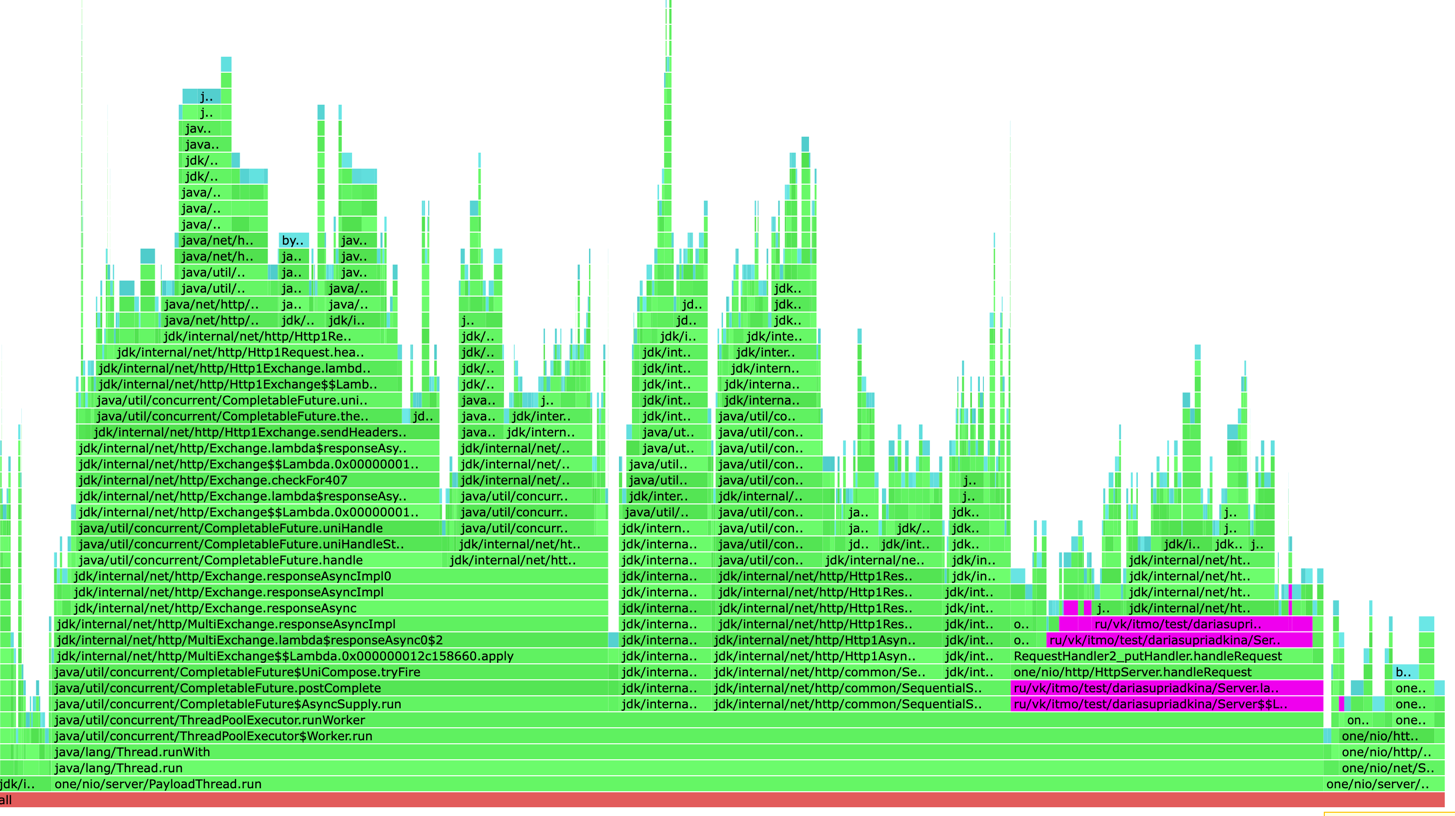 j..
j..
jav..
java..
jdk/..
jdk/..
java/..
java/..
java/..
java/net/h.. by.. jav..
java/net/h.. ja.. jav..
java/util/.. ja.. jav..
java/util/.. ja.. java/.. jdk..
java/net/http/.. ja.. java/.. jd.. jdk..
java/net/http/.. jdk/.. jdk/i.. j.. jd.. jdk..
jdk/internal/net/http/Http1Re.. jdk/.. jdk/i.. jdk/inte..
jdk/internal/net/http/Http1Request.hea.. jdk/.. jdk/int.. jdk/inter..
jdk/internal/net/http/Http1Exchange.lambd.. jdk/.. jdk/int.. jdk/intern..
jdk/internal/net/http/Http1Exchange$$Lamb.. jdk/.. jdk/int.. jdk/interna..
java/util/concurrent/CompletableFuture.uni.. java.. j.. jdk/int.. jdk/interna..
java/util/concurrent/CompletableFuture.the.. jd.. java.. jdk/inter.. jdk/int.. java/util/co..
jdk/internal/net/http/Http1Exchange.sendHeaders.. java.. jdk/intern.. java/ut.. java/util/con..
jdk/internal/net/http/Exchange.lambda$responseAsy.. jdk/internal/net/.. java/ut.. java/util/con..
jdk/internal/net/http/Exchange$$Lambda.0x00000001.. jdk/internal/net/.. java/util.. java/util/con..
jdk/internal/net/http/Exchange.checkFor407 jdk/internal/net/.. java/util.. java/util/con.. j..
jdk/internal/net/http/Exchange.lambda$responseAsy.. java/util/concurr.. jdk/inter.. jdk/internal/.. j..
jdk/internal/net/http/Exchange$$Lambda.0x00000001.. java/util/concurr.. java/util/.. java/util/con.. ja.. jdk.. j..
java/util/concurrent/CompletableFuture.uniHandle java/util/concurr.. jdk/intern.. java/util/con.. ja.. jdk/.. jdk.. j..
java/util/concurrent/CompletableFuture.uniHandleSt.. jdk/internal/net/ht.. jdk/interna.. java/util/con.. jd.. jdk/int.. jdk.. jdk/i.. jdk.. j..
java/util/concurrent/CompletableFuture.handle jdk/internal/net/htt.. jdk/interna.. jdk/internal/net/http/Http1Res.. jdk/internal/ne.. jdk/in.. jdk/internal/net/ht..
jdk/internal/net/http/Exchange.responseAsyncImpl0 jdk/interna.. jdk/internal/net/http/Http1Res.. jdk/in.. jdk/internal/net/ht..
jdk/internal/net/http/Exchange.responseAsyncImpl jdk/interna.. jdk/internal/net/http/Http1Res.. jdk/int.. jdk/internal/net/ht..
jdk/internal/net/http/Exchange.responseAsync jdk/interna.. jdk/internal/net/http/Http1Res.. jdk/int.. j.. jdk/internal/net/ht..
jdk/internal/net/http/MultiExchange.responseAsyncImpl jdk/interna.. jdk/internal/net/http/Http1Res.. jdk/int.. o.. ru/vk/itmo/test/dariasupri..
jdk/internal/net/http/MultiExchange.lambda$responseAsync0$2 jdk/interna.. jdk/internal/net/http/Http1Asyn.. jdk/int.. o.. ru/vk/itmo/test/dariasupriadkina/Ser..
jdk/internal/net/http/MultiExchange$$Lambda.0x000000012c158660.apply jdk/interna.. jdk/internal/net/http/Http1Asyn.. jdk/int.. RequestHandler2_putHandler.handleRequest
java/util/concurrent/CompletableFuture$UniCompose.tryFire jdk/interna.. jdk/internal/net/http/common/Se.. jdk/int.. one/nio/http/HttpServer.handleRequest b..
java/util/concurrent/CompletableFuture.postComplete jdk/interna.. jdk/internal/net/http/common/SequentialS.. ru/vk/itmo/test/dariasupriadkina/Server.la.. one..
java/util/concurrent/CompletableFuture$AsyncSupply.run jdk/interna.. jdk/internal/net/http/common/SequentialS.. ru/vk/itmo/test/dariasupriadkina/Server$$L.. one..
java/util/concurrent/ThreadPoolExecutor.runWorker on.. one..
java/util/concurrent/ThreadPoolExecutor$Worker.run one/nio/htt..
java/lang/Thread.runWith one/nio/http/..
java/lang/Thread.run one/nio/net/S..
jdk/i.. one/nio/server/PayloadThread.run one/nio/server/..
all